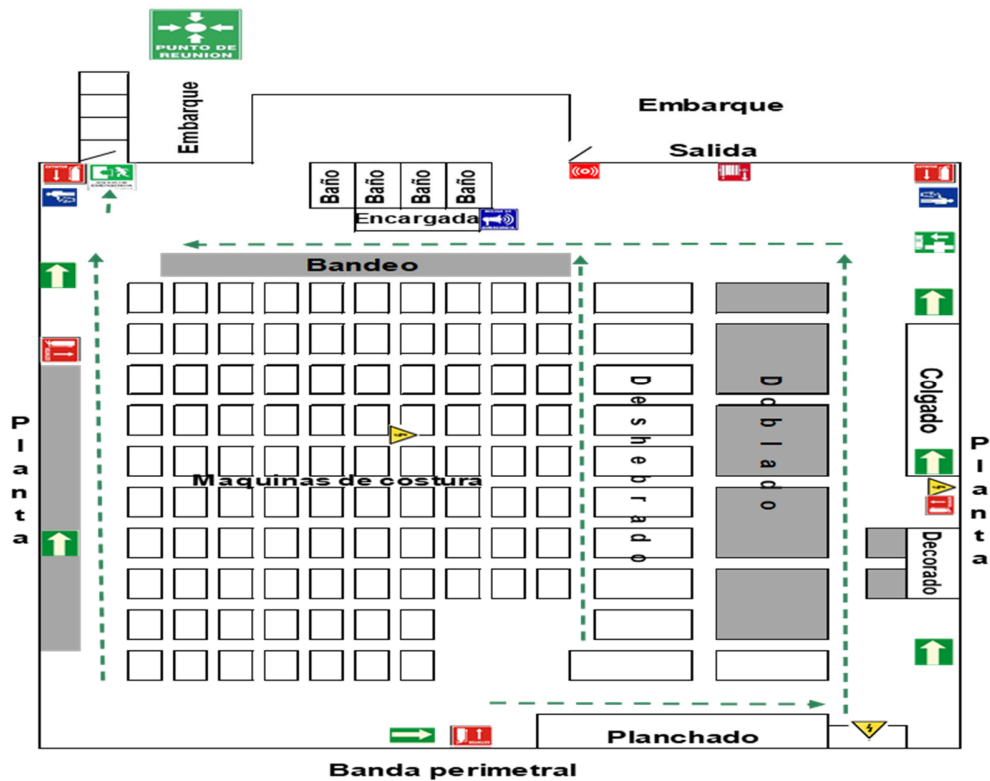 PUNTO DE
REUNION
Embarque
Embarque
Salida
Baño
Baño
Baño
Baño
Encargada
Bandeo
Planta
Maquinas de costura
Deshebrado
Doblado
Colgado
Planta
Decorado
Planchado
Banda perimetral